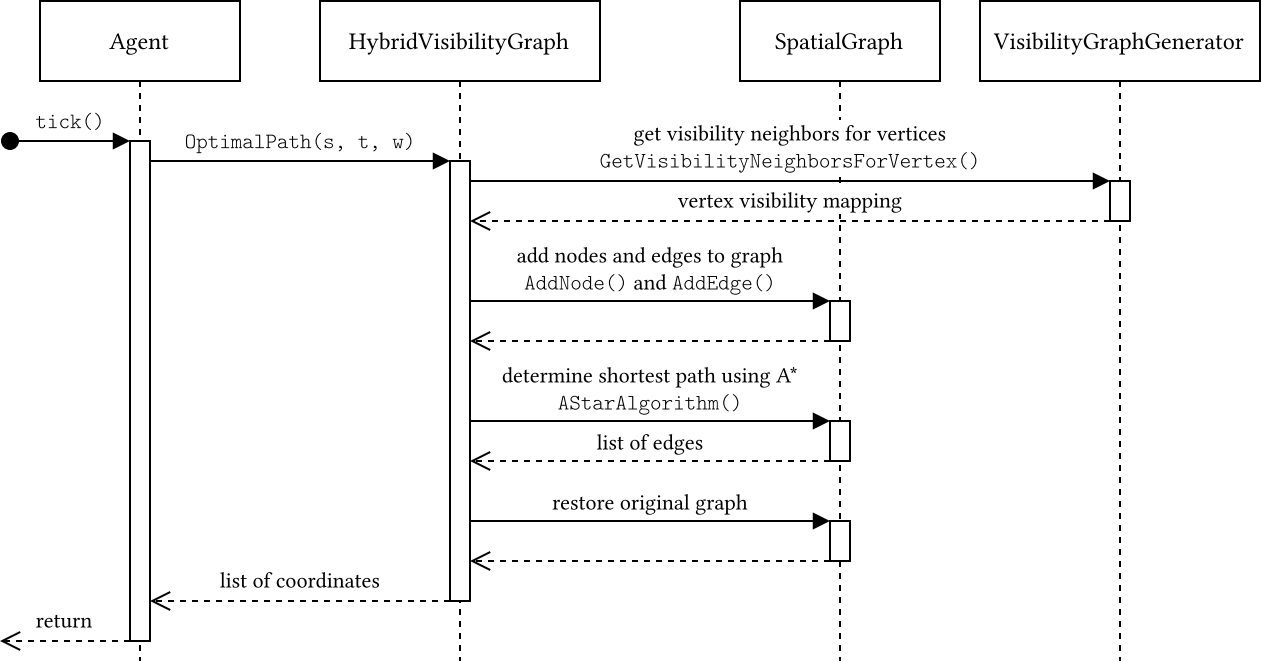 Agent
HybridVisibilityGraph
SpatialGraph
VisibilityGraphGenerator
tick()
OptimalPath(s, t, w)
get visibility neighbors for vertices
GetVisibilityNeighborsForVertex()
vertex visibility mapping
add nodes and edges to graph
AddNode() and AddEdge()
determine shortest path using A*
AStarAlgorithm()
list of edges
restore original graph
list of coordinates
return